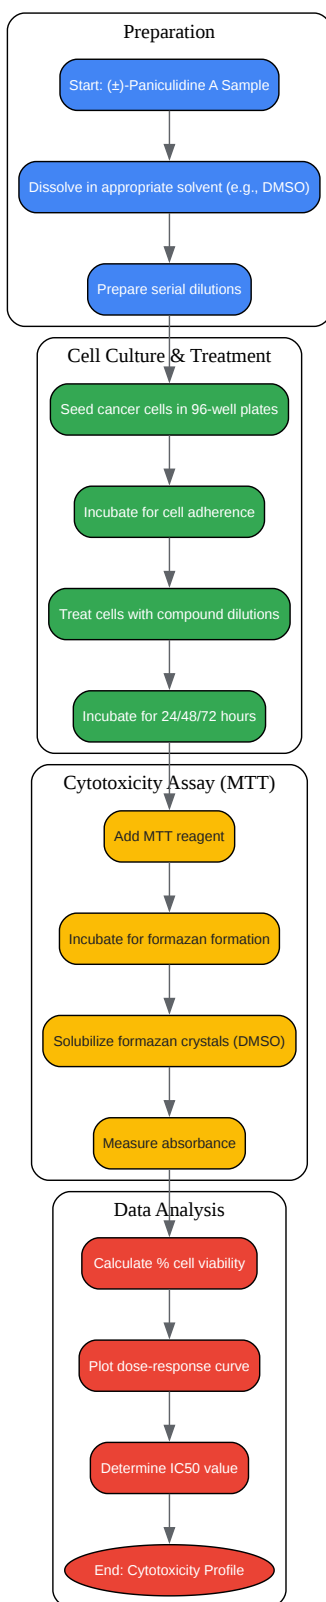 Preparation
Start: (±)-Paniculidine A Sample
Dissolve in appropriate solvent (e.g., DMSO)
Prepare serial dilutions
Cell Culture & Treatment
Seed cancer cells in 96-well plates
Incubate for cell adherence
Treat cells with compound dilutions
Incubate for 24/48/72 hours
Cytotoxicity Assay (MTT)
Add MTT reagent
Incubate for formazan formation
Solubilize formazan crystals (DMSO)
Measure absorbance
Data Analysis
Calculate % cell viability
Plot dose-response curve
Determine IC50 value
End: Cytotoxicity Profile